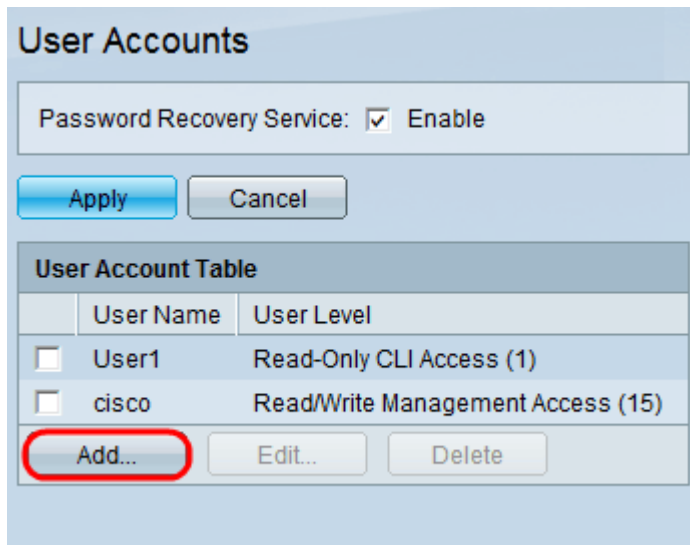 User Accounts
Password Recovery Service: Enable
Apply Cancel
User Account Table
User Name User Level
User1 Read-Only CLI Access (1)
cisco Read/Write Management Access (15)
Add... Edit... Delete